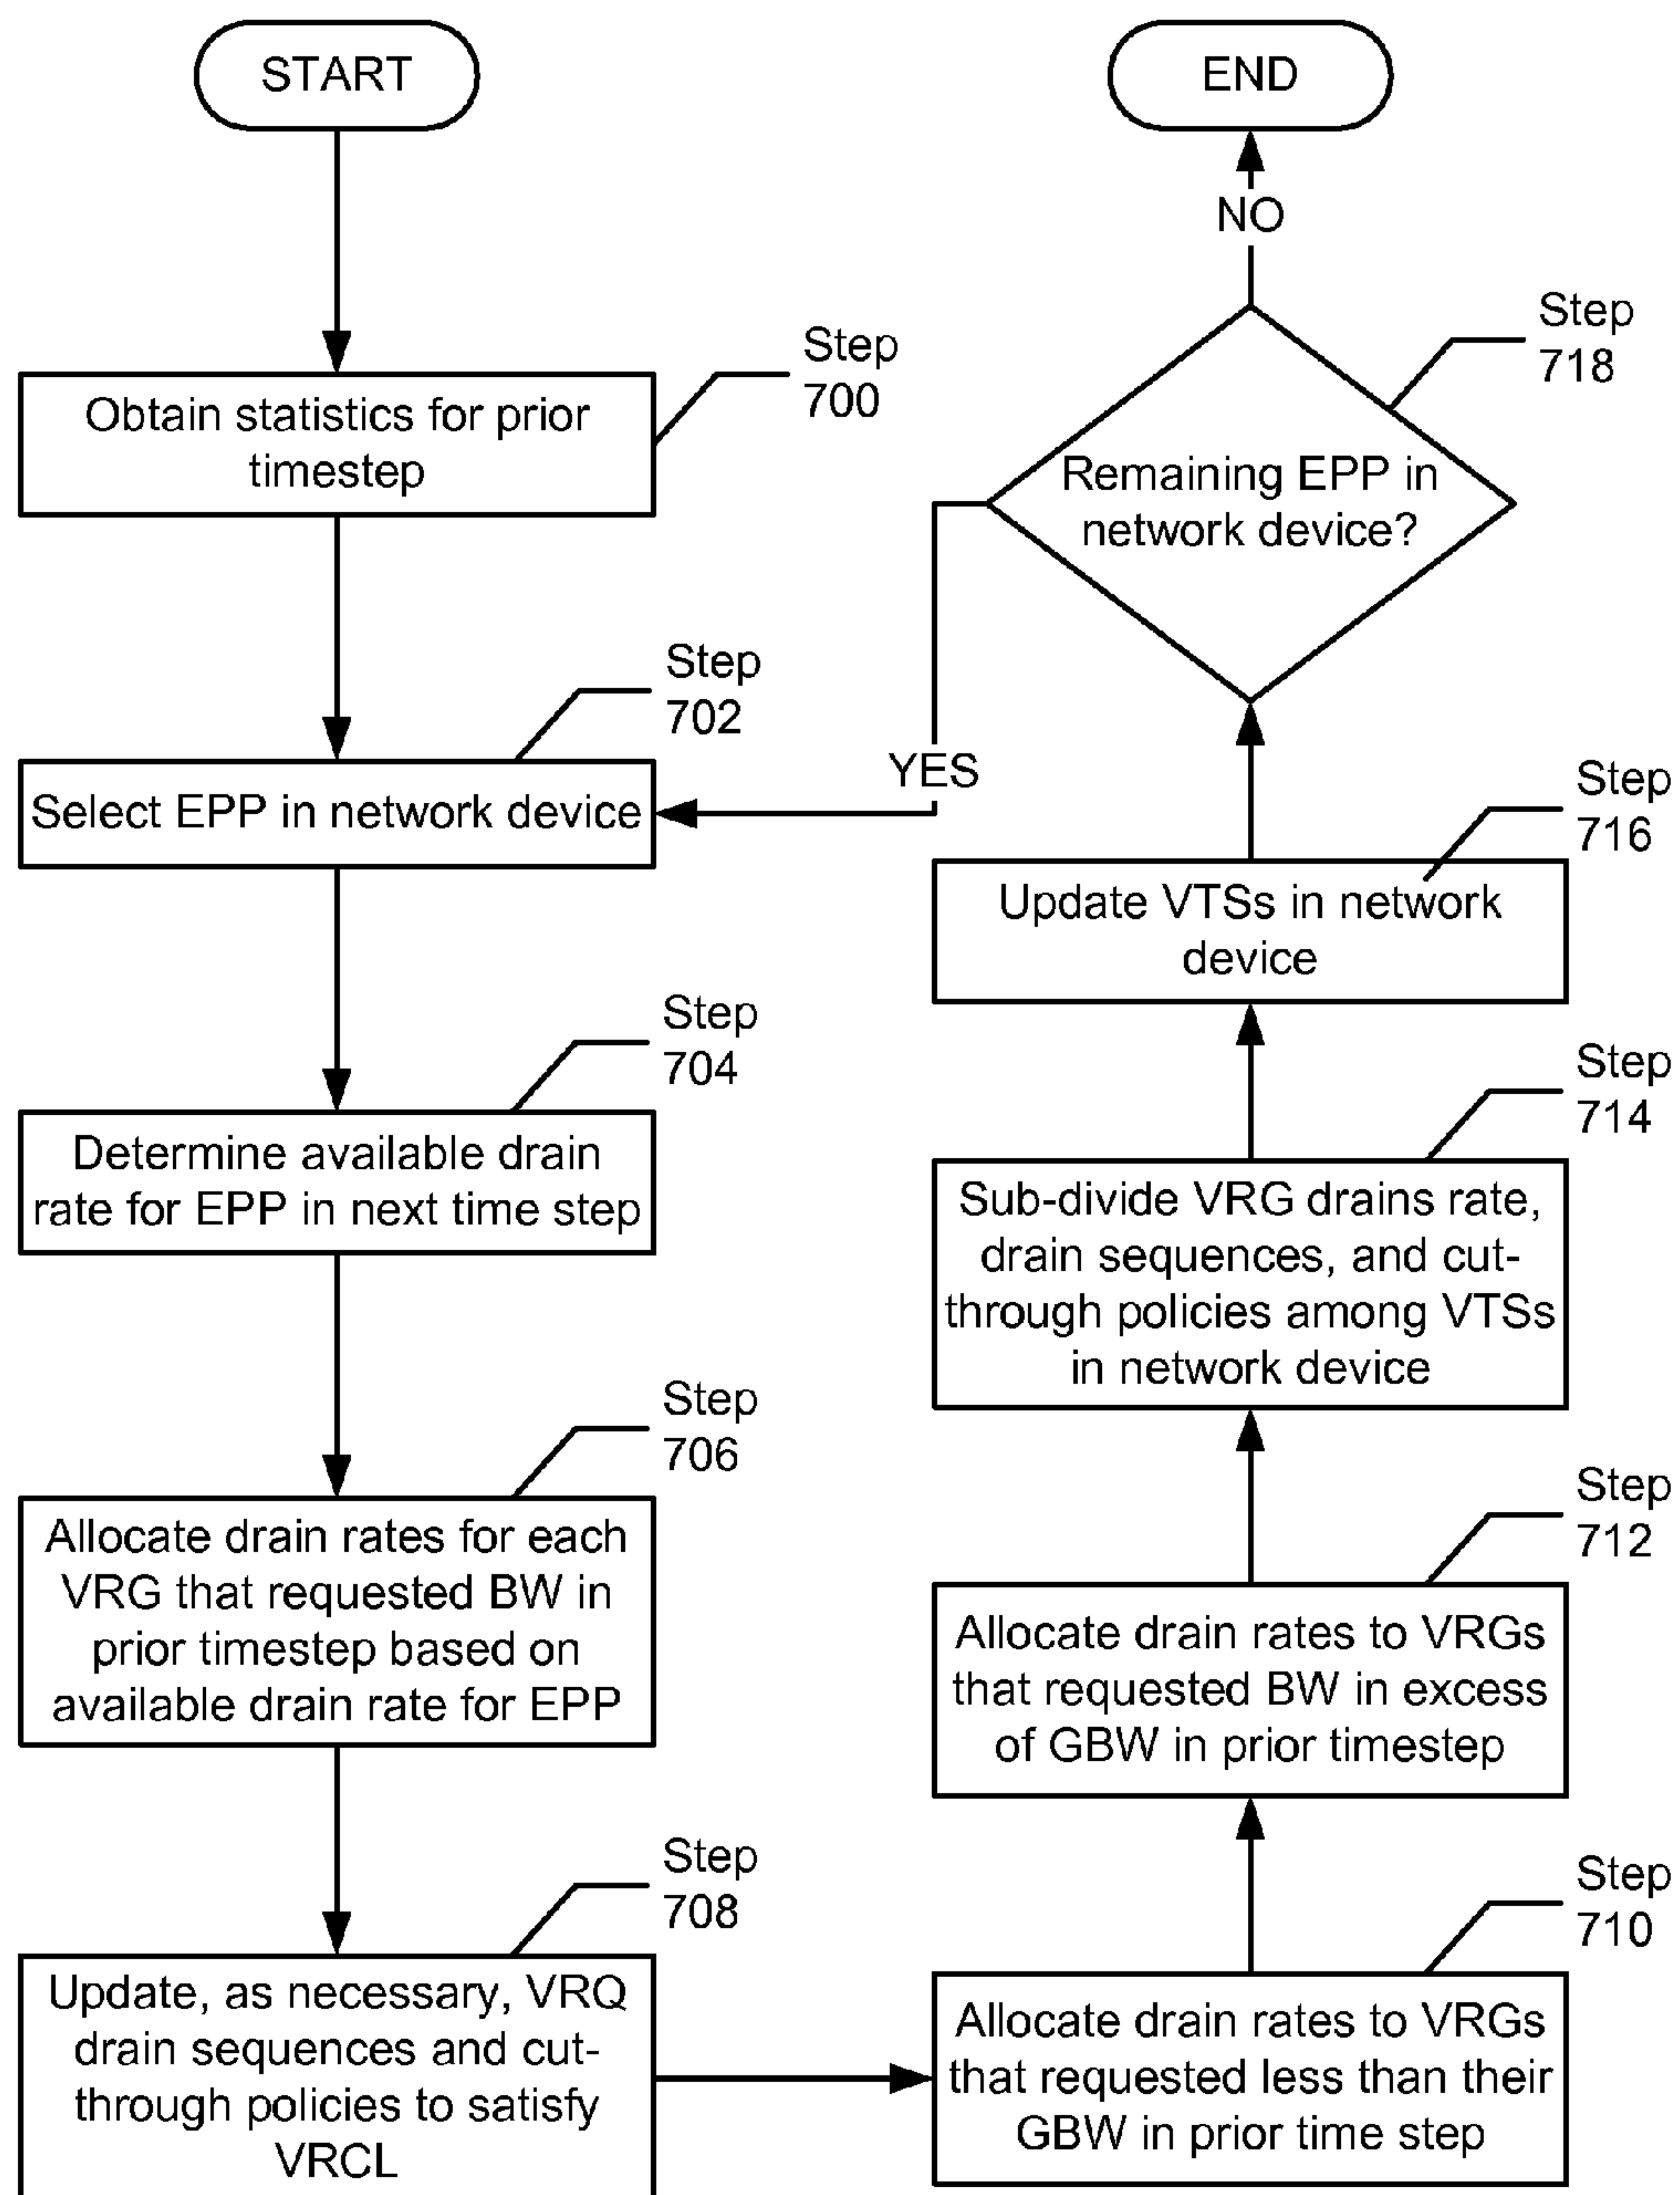 START
Step
700
Obtain statistics for prior
timestep
Step
702
Select EPP in network device
Step
704
Determine available drain
rate for EPP in next time step
Step
706
Allocate drain rates for each
VRG that requested BW in
prior timestep based on
available drain rate for EPP
Step
708
Update, as necessary, VRQ
drain sequences and cut-
through policies to satisfy
VRCL
Step
710
Allocate drain rates to VRGs
that requested less than their
GBW in prior time step
Step
712
Allocate drain rates to VRGs
that requested BW in excess
of GBW in prior timestep
Step
714
Sub-divide VRG drains rate,
drain sequences, and cut-
through policies among VTSs
in network device
Step
716
Update VTSs in network
device
Step
718
Remaining EPP in
network device?
YES
NO
END